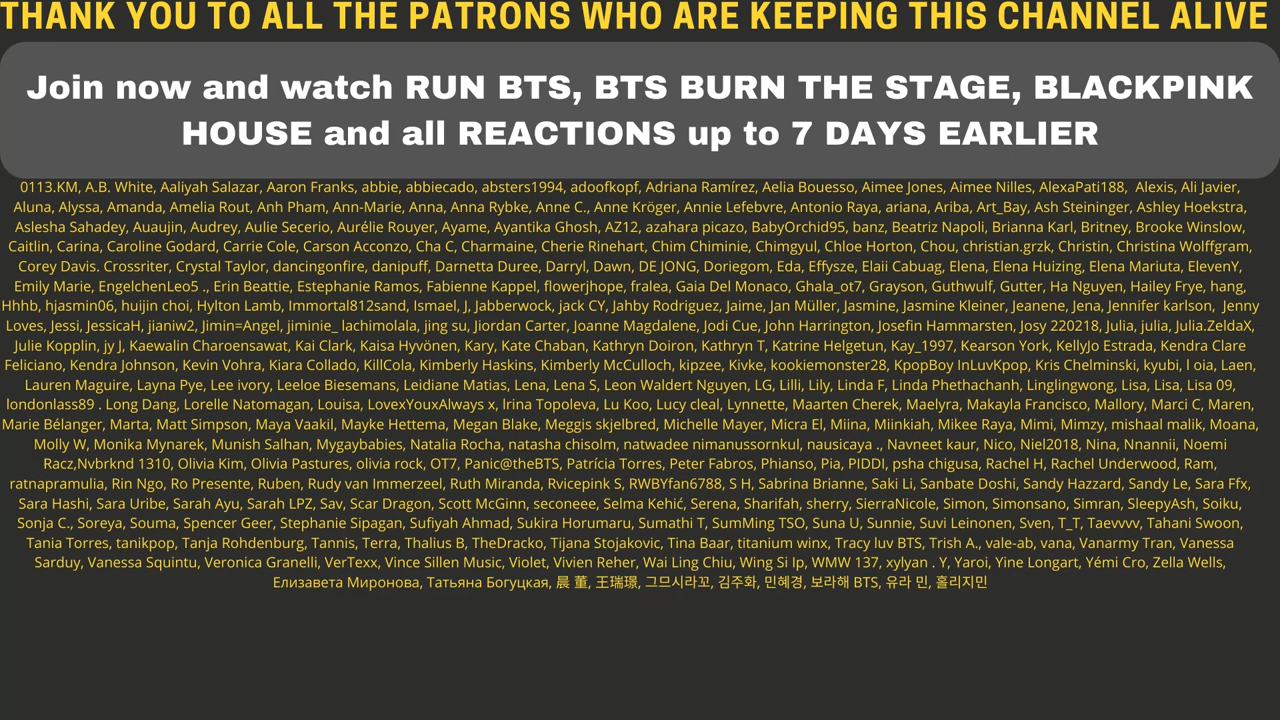 THANK YOU TO ALL THE PATRONS WHO ARE KEEPING THIS CHANNEL ALIVE
Join now and watch RUN BTS, BTS BURN THE STAGE, BLACKPINK
HOUSE and all REACTIONS up to 7 DAYS EARLIER
0113.KM, A.B. White, Aaliyah Salazar, Aaron Franks, abbie, abbiecado, absters1994, adoofkopf, Adriana Ramírez, Aelia Bouesso, Aimee Jones, Aimee Nilles, AlexaPati188,  Alexis, Ali Javier,
Aluna, Alyssa, Amanda, Amelia Rout, Anh Pham, Ann-Marie, Anna, Anna Rybke, Anne C., Anne Kröger, Annie Lefebvre, Antonio Raya, ariana, Ariba, Art_Bay, Ash Steininger, Ashley Hoekstra,
Aslesha Sahadey, Auaujin, Audrey, Aulie Secerio, Aurélie Rouyer, Ayame, Ayantika Ghosh, AZ12, azahara picazo, BabyOrchid95, banz, Beatriz Napoli, Brianna Karl, Britney, Brooke Winslow,
Caitlin, Carina, Caroline Godard, Carrie Cole, Carson Acconzo, Cha C, Charmaine, Cherie Rinehart, Chim Chiminie, Chimgyul, Chloe Horton, Chou, christian.grzk, Christin, Christina Wolffgram,
Corey Davis. Crossriter, Crystal Taylor, dancingonfire, danipuff, Darnetta Duree, Darryl, Dawn, DE JONG, Doriegom, Eda, Effysze, Elaii Cabuag, Elena, Elena Huizing, Elena Mariuta, ElevenY,
Emily Marie, EngelchenLeo5 ., Erin Beattie, Estephanie Ramos, Fabienne Kappel, flowerjhope, fralea, Gaia Del Monaco, Ghala_ot7, Grayson, Guthwulf, Gutter, Ha Nguyen, Hailey Frye, hang,
Hhhb, hjasmin06, huijin choi, Hylton Lamb, Immortal812sand, Ismael, J, Jabberwock, jack CY, Jahby Rodriguez, Jaime, Jan Müller, Jasmine, Jasmine Kleiner, Jeanene, Jena, Jennifer karlson,  Jenny
Loves, Jessi, JessicaH, jianiw2, Jimin=Angel, jiminie_ lachimolala, jing su, Jiordan Carter, Joanne Magdalene, Jodi Cue, John Harrington, Josefin Hammarsten, Josy 220218, Julia, julia, Julia.ZeldaX,
Julie Kopplin, jy J, Kaewalin Charoensawat, Kai Clark, Kaisa Hyvönen, Kary, Kate Chaban, Kathryn Doiron, Kathryn T, Katrine Helgetun, Kay_1997, Kearson York, KellyJo Estrada, Kendra Clare
Feliciano, Kendra Johnson, Kevin Vohra, Kiara Collado, KillCola, Kimberly Haskins, Kimberly McCulloch, kipzee, Kivke, kookiemonster28, KpopBoy InLuvKpop, Kris Chelminski, kyubi, l oia, Laen,
Lauren Maguire, Layna Pye, Lee ivory, Leeloe Biesemans, Leidiane Matias, Lena, Lena S, Leon Waldert Nguyen, LG, Lilli, Lily, Linda F, Linda Phethachanh, Linglingwong, Lisa, Lisa, Lisa 09,
londonlass89 . Long Dang, Lorelle Natomagan, Louisa, LovexYouxAlways x, lrina Topoleva, Lu Koo, Lucy cleal, Lynnette, Maarten Cherek, Maelyra, Makayla Francisco, Mallory, Marci C, Maren,
Marie Bélanger, Marta, Matt Simpson, Maya Vaakil, Mayke Hettema, Megan Blake, Meggis skjelbred, Michelle Mayer, Micra El, Miina, Miinkiah, Mikee Raya, Mimi, Mimzy, mishaal malik, Moana,
Molly W, Monika Mynarek, Munish Salhan, Mygaybabies, Natalia Rocha, natasha chisolm, natwadee nimanussornkul, nausicaya ., Navneet kaur, Nico, Niel2018, Nina, Nnannii, Noemi
Racz,Nvbrknd 1310, Olivia Kim, Olivia Pastures, olivia rock, OT7, Panic@theBTS, Patrícia Torres, Peter Fabros, Phianso, Pia, PIDDI, psha chigusa, Rachel H, Rachel Underwood, Ram,
ratnapramulia, Rin Ngo, Ro Presente, Ruben, Rudy van Immerzeel, Ruth Miranda, Rvicepink S, RWBYfan6788, S H, Sabrina Brianne, Saki Li, Sanbate Doshi, Sandy Hazzard, Sandy Le, Sara Ffx,
Sara Hashi, Sara Uribe, Sarah Ayu, Sarah LPZ, Sav, Scar Dragon, Scott McGinn, seconeee, Selma Kehić, Serena, Sharifah, sherry, SierraNicole, Simon, Simonsano, Simran, SleepyAsh, Soiku,
Sonja C., Soreya, Souma, Spencer Geer, Stephanie Sipagan, Sufiyah Ahmad, Sukira Horumaru, Sumathi T, SumMing TSO, Suna U, Sunnie, Suvi Leinonen, Sven, T_T, Taevvvv, Tahani Swoon,
Tania Torres, tanikpop, Tanja Rohdenburg, Tannis, Terra, Thalius B, TheDracko, Tijana Stojakovic, Tina Baar, titanium winx, Tracy luv BTS, Trish A., vale-ab, vana, Vanarmy Tran, Vanessa
Sarduy, Vanessa Squintu, Veronica Granelli, VerTexx, Vince Sillen Music, Violet, Vivien Reher, Wai Ling Chiu, Wing Si Ip, WMW 137, xylyan . Y, Yaroi, Yine Longart, Yémi Cro, Zella Wells,
Елизавета Миронова, Татьяна Богуцкая, 晨 董, 王瑞璟, 그므시라꼬, 김주화, 민혜경, 보라해 BTS, 유라 민, 홀리지민